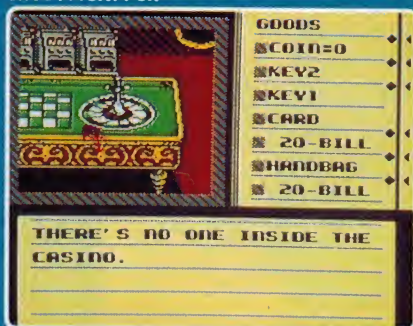 GOODS
COIN=0
KEY2
KEY1
CARD
20-BILL
HANDBAG
20-BILL
THERE'S NO ONE INSIDE THE
CASINO.